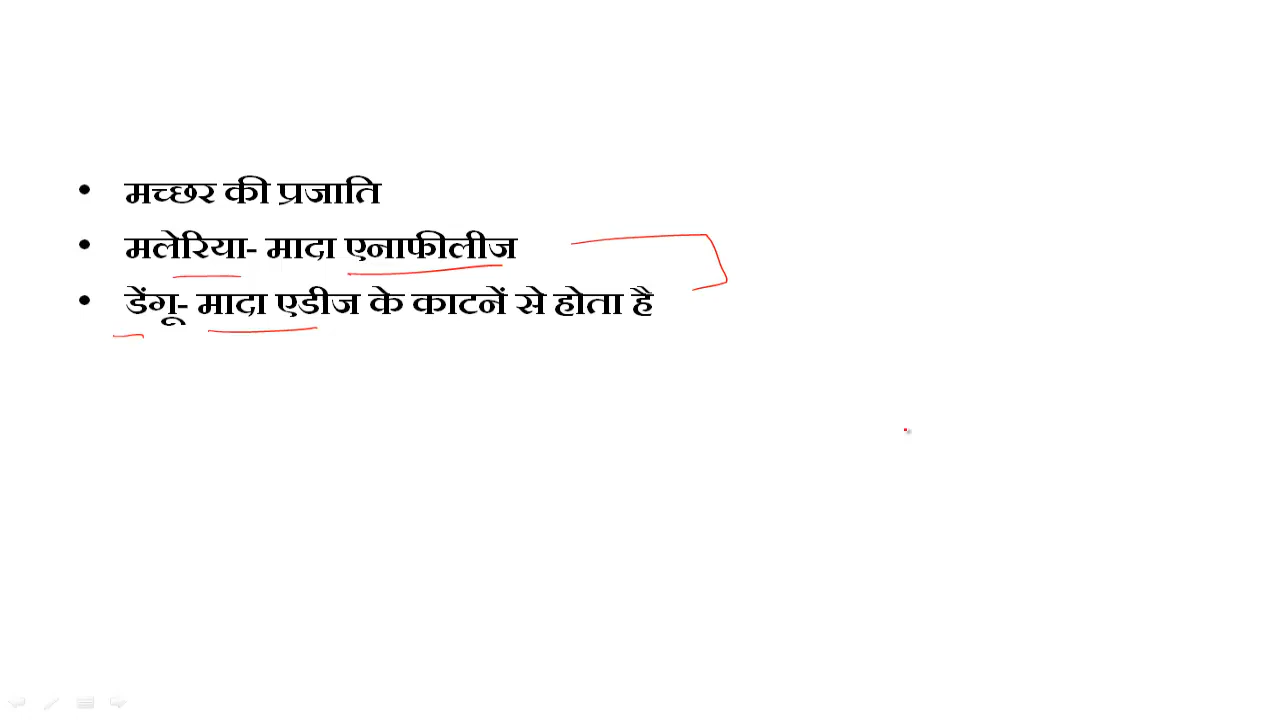 • मच्छर की प्रजाति
• मलेरिया- मादा एनाफीलीज
• डेंगू- मादा एडीज के काटनें से होता है